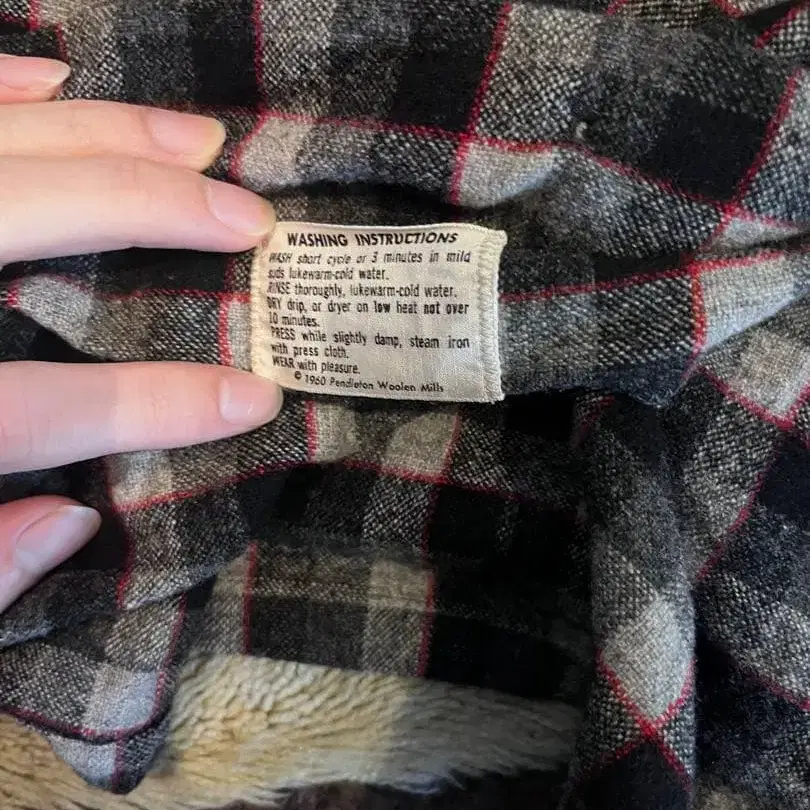 WASHING INSTRUCTIONS
WASH short cycle or 3 minutes in mild
suds lukewarm-cold water.
RINSE thoroughly, lukewarm-cold water.
DRY drip, or dryer on low heat not over
10 minutes.
PRESS while slightly damp, steam iron
with press cloth.
WEAR with pleasure.
© 1960 Pendleton Woolen Mills